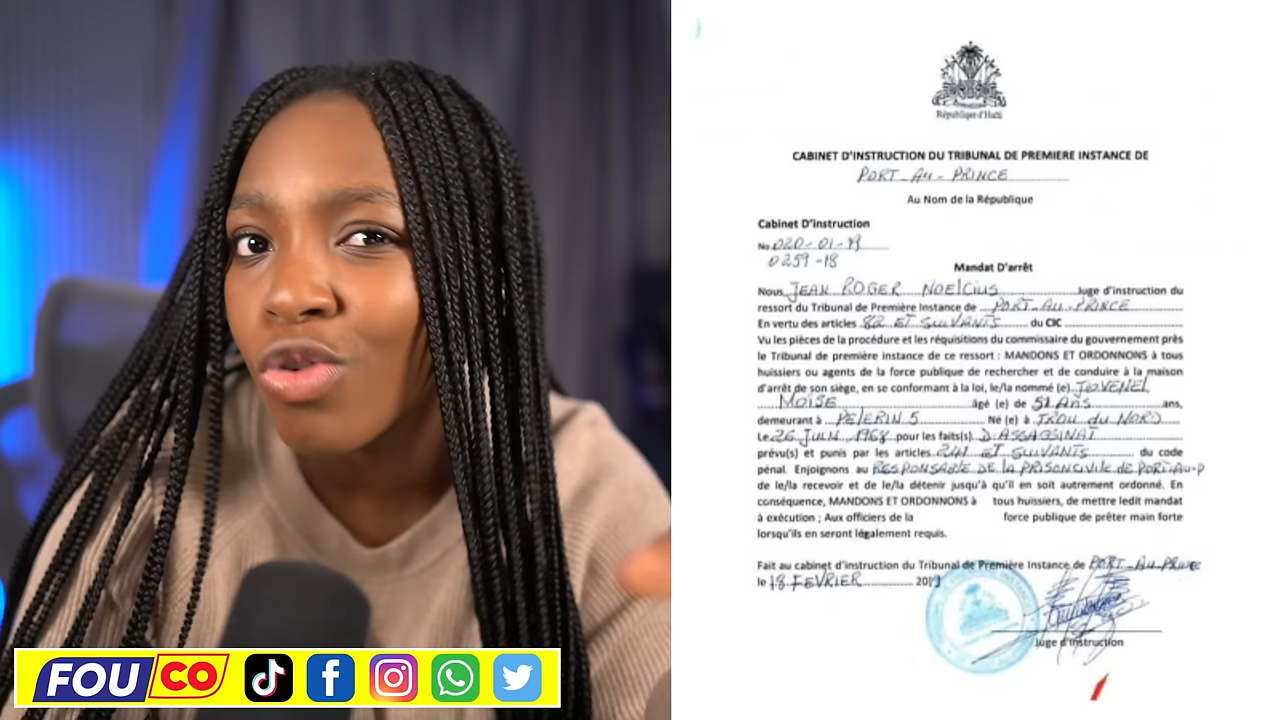 FOUCO
République d'Haïti
CABINET D'INSTRUCTION DU TRIBUNAL DE PREMIERE INSTANCE DE
PORT-AU-PRINCE
Au Nom de la République
Cabinet D'instruction
No 020-01-19
0259-18
Mandat D'arrêt
Nous JEAN ROGER NOELCIUS Juge d'instruction du
ressort du Tribunal de Première Instance de PORT-AU-PRINCE
En vertu des articles 82 ET SUIVANTS du CIC
Vu les pièces de la procédure et les réquisitions du commissaire du gouvernement près
le Tribunal de première instance de ce ressort : MANDONS ET ORDONNONS à tous
huissiers ou agents de la force publique de rechercher et de conduire à la maison
d'arrêt de son siège, en se conformant à la loi, le/la nommé (e) JOVENEL
MOISE âgé (e) de 51 ANS ans,
demeurant à PELERIN 5 Né (e) à TROU DU NORD
Le 26 JUIN 1968 pour les faits(s) D'ASSASSINAT
prévu(s) et punis par les articles 241 ET SUIVANTS du code
pénal. Enjoignons au RESPONSABLE DE LA PRISON CIVILE DE PORT-AU-P
de le/la recevoir et de le/la détenir jusqu'à qu'il en soit autrement ordonné. En
conséquence, MANDONS ET ORDONNONS à tous huissiers, de mettre ledit mandat
à exécution ; Aux officiers de la force publique de prêter main forte
lorsqu'ils en seront légalement requis.
Fait au cabinet d'instruction du Tribunal de Première Instance de PORT-AU-PRINCE
le 18 FEVRIER 2019
Juge d'instruction